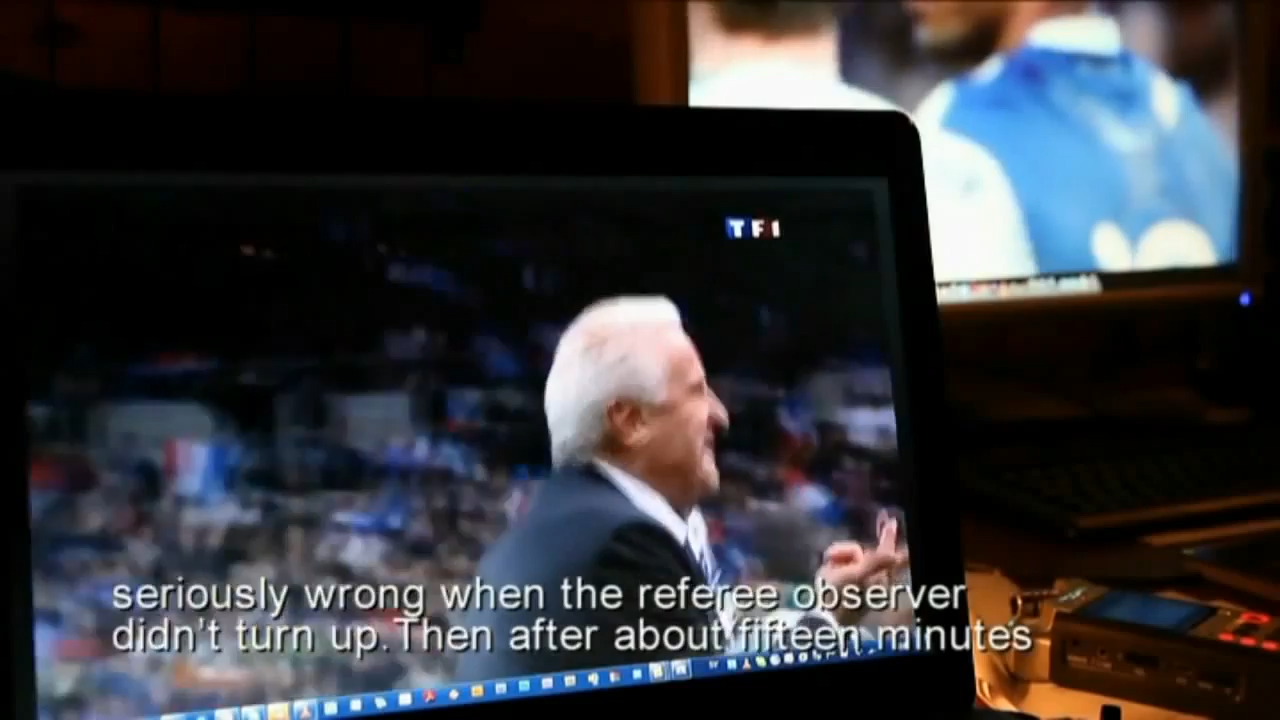 TF1
seriously wrong when the referee observer
didn't turn up. Then after about fifteen minutes